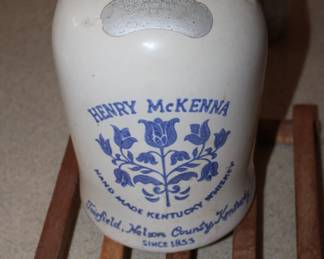 HENRY McKENNA
HAND MADE KENTUCKY WHISKEY
Fairfield, Nelson County, Kentucky
SINCE 1855